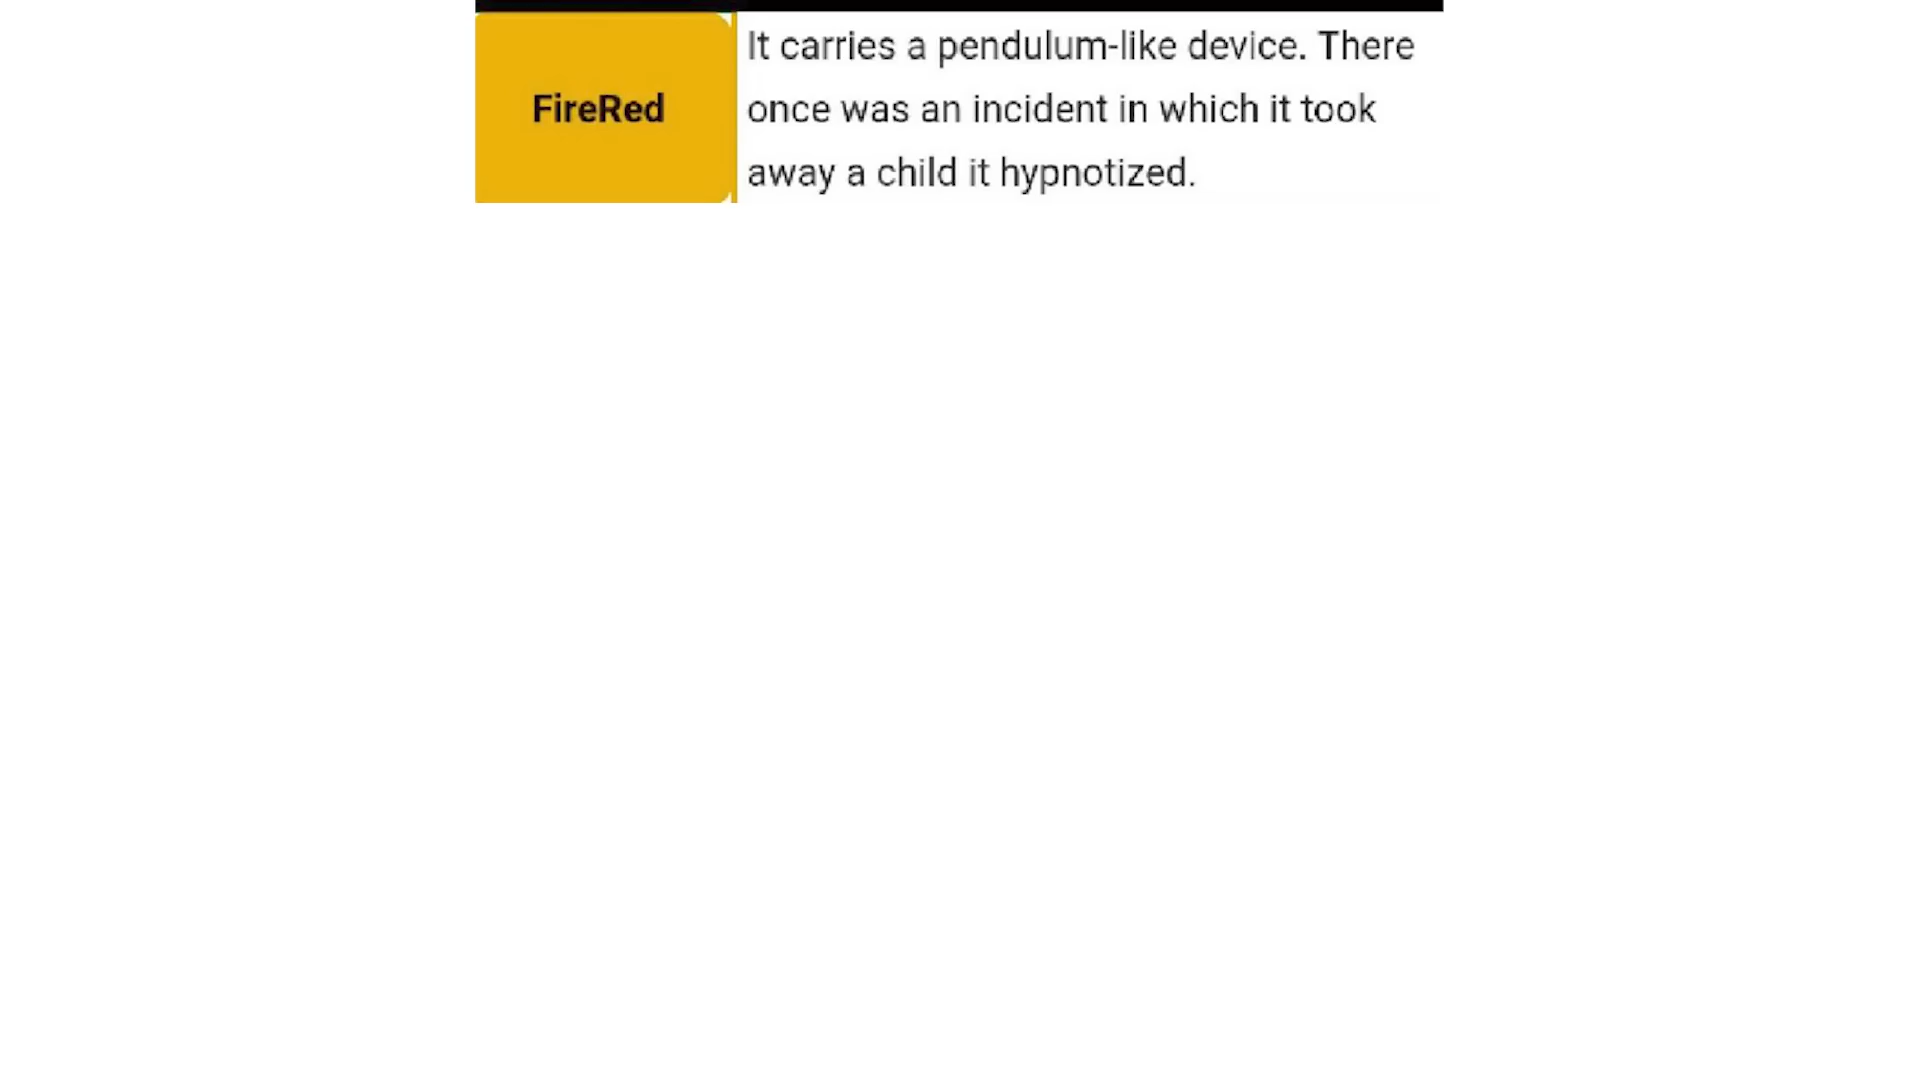 FireRed
It carries a pendulum-like device. There
once was an incident in which it took
away a child it hypnotized.